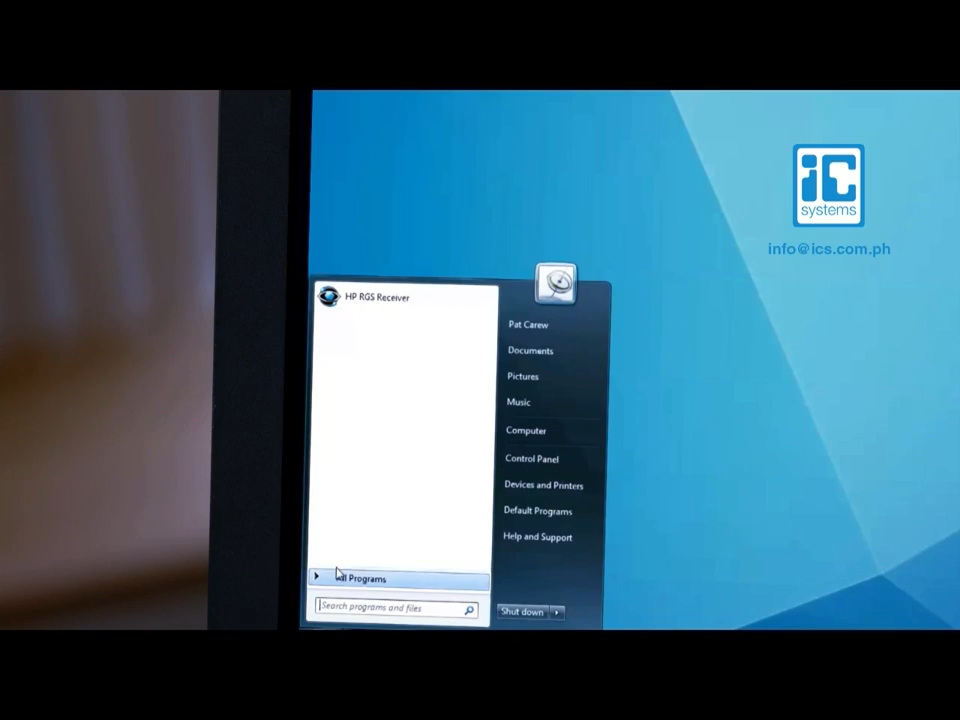 iC
systems
info@ics.com.ph
HP RGS Receiver
Pat Carew
Documents
Pictures
Music
Computer
Control Panel
Devices and Printers
Default Programs
Help and Support
All Programs
Search programs and files
Shut down